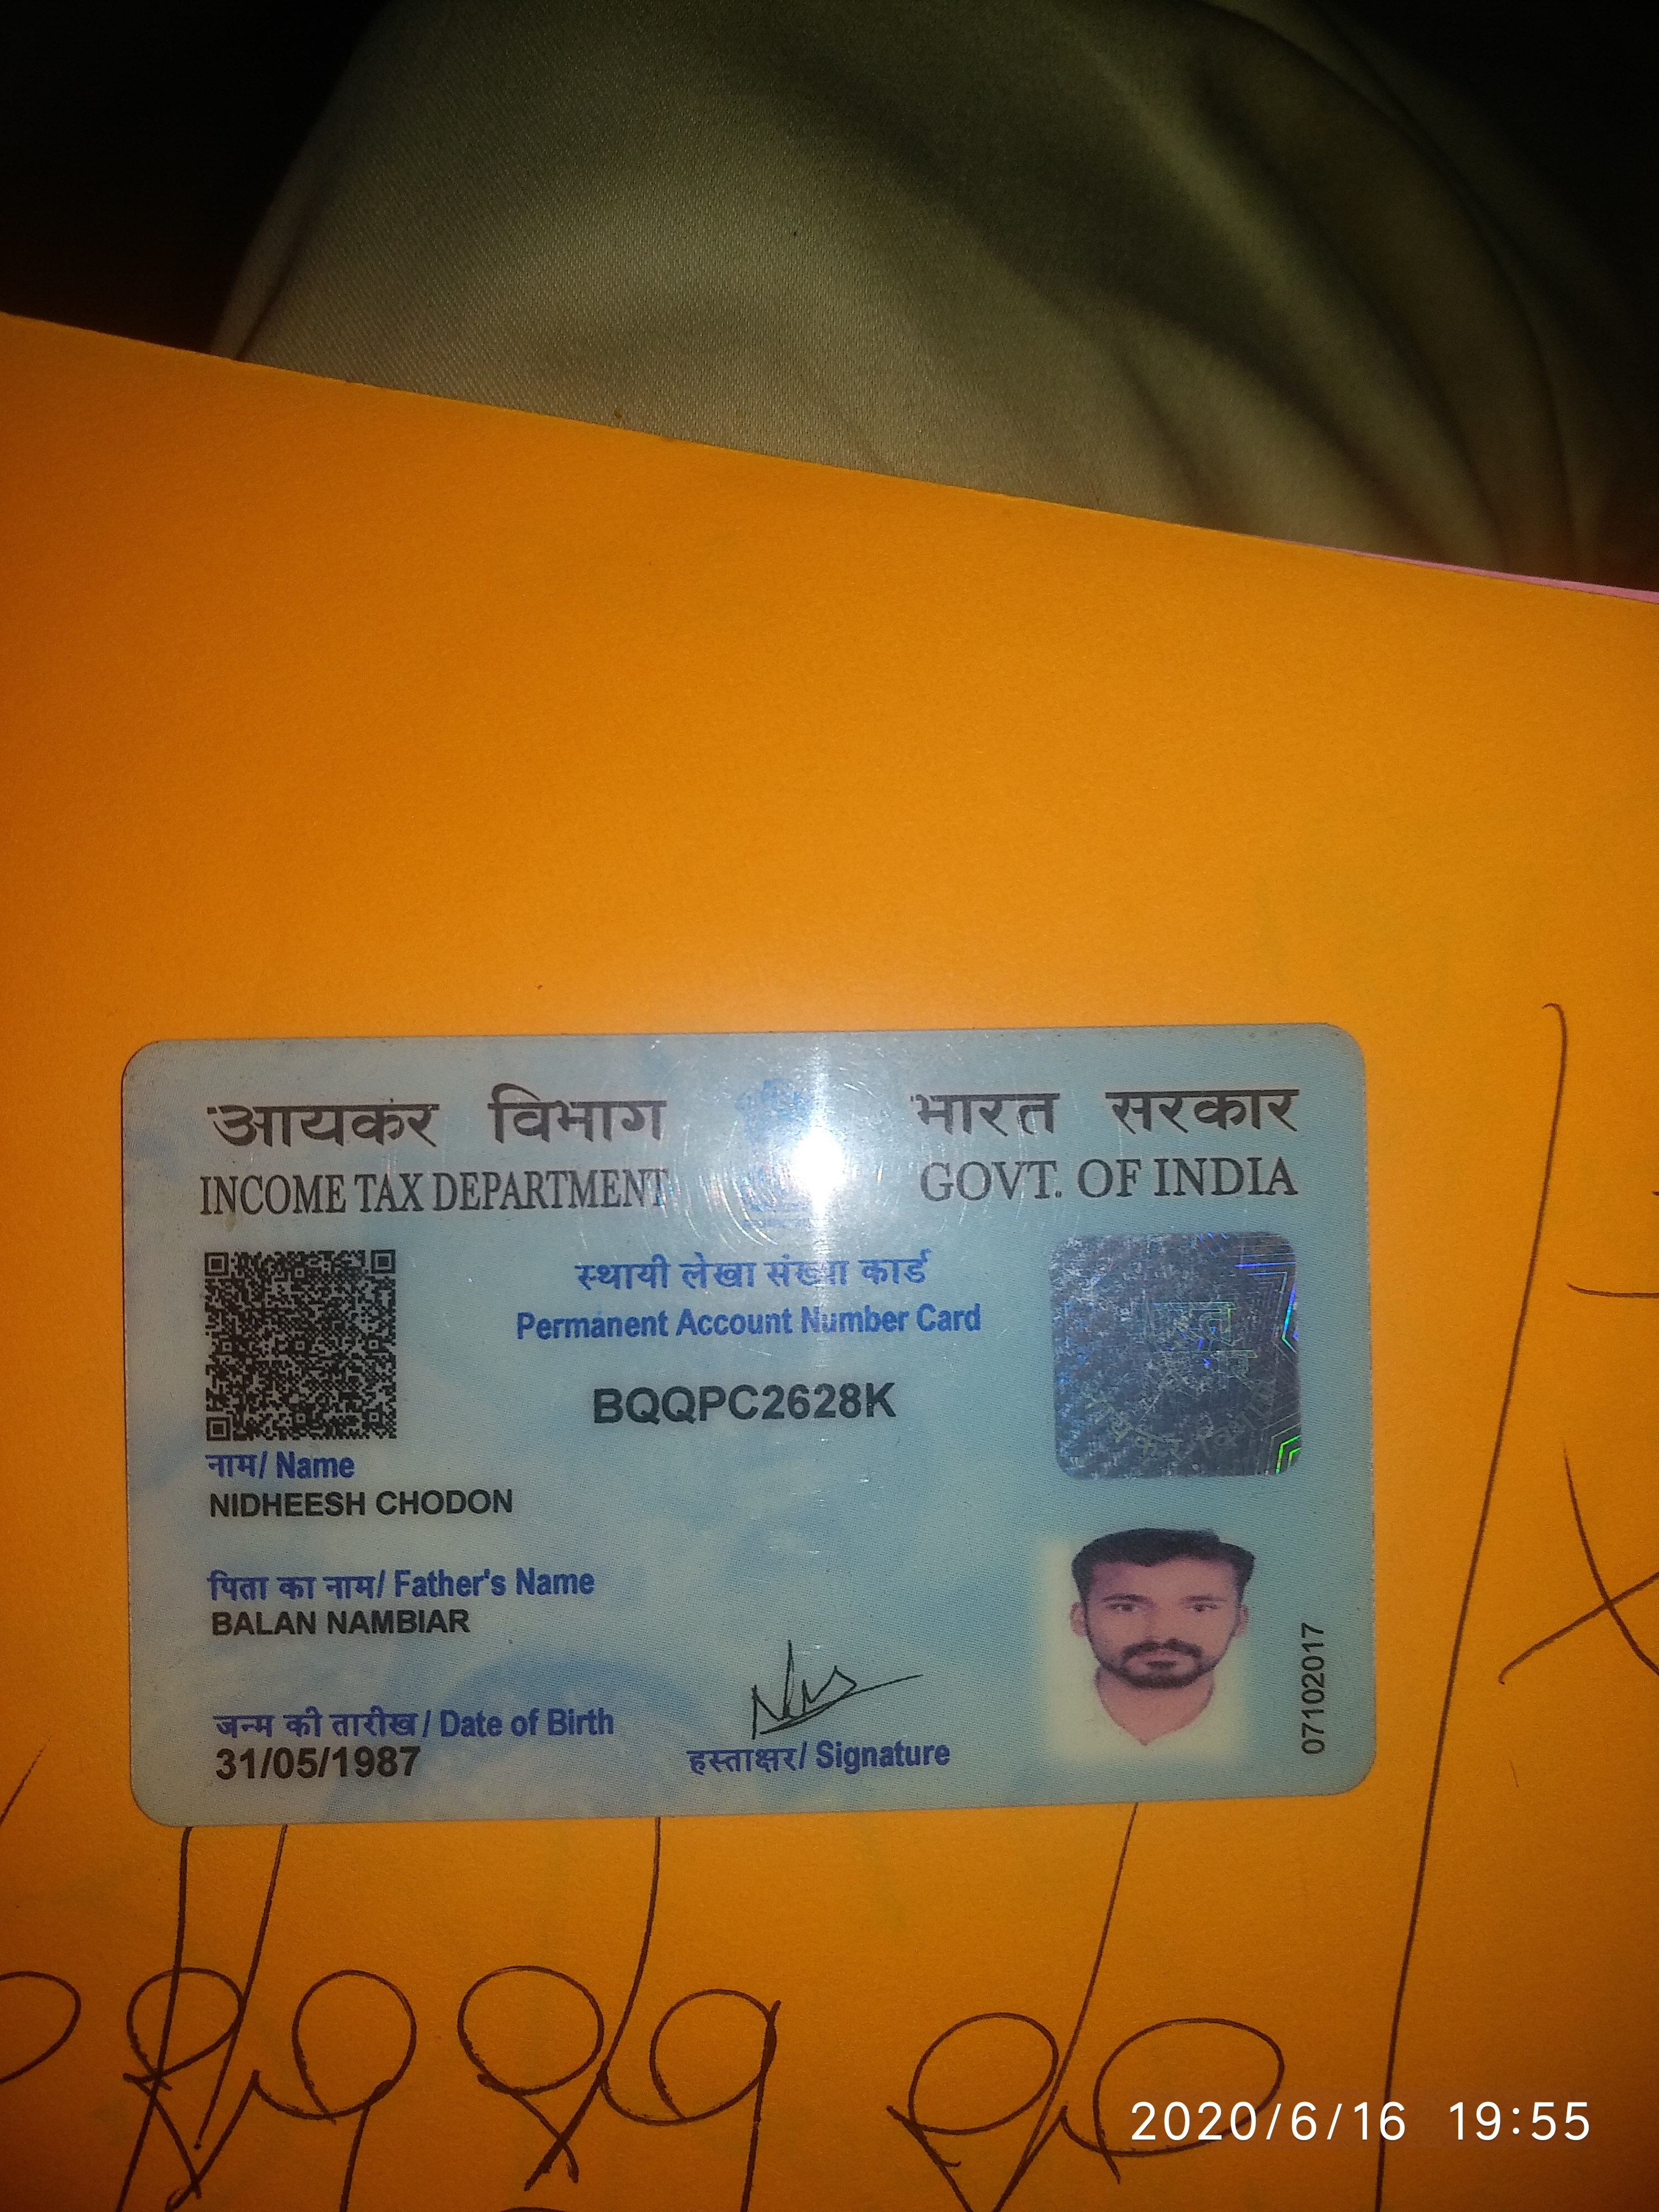 आयकर विभाग भारत सरकार
INCOME TAX DEPARTMENT GOVT. OF INDIA
स्थायी लेखा संख्या कार्ड
Permanent Account Number Card
BQQPC2628K
नाम/ Name
NIDHEESH CHODON
पिता का नाम/ Father's Name
BALAN NAMBIAR
जन्म की तारीख/ Date of Birth
31/05/1987
हस्ताक्षर/ Signature
07102017
2020/6/16 19:55